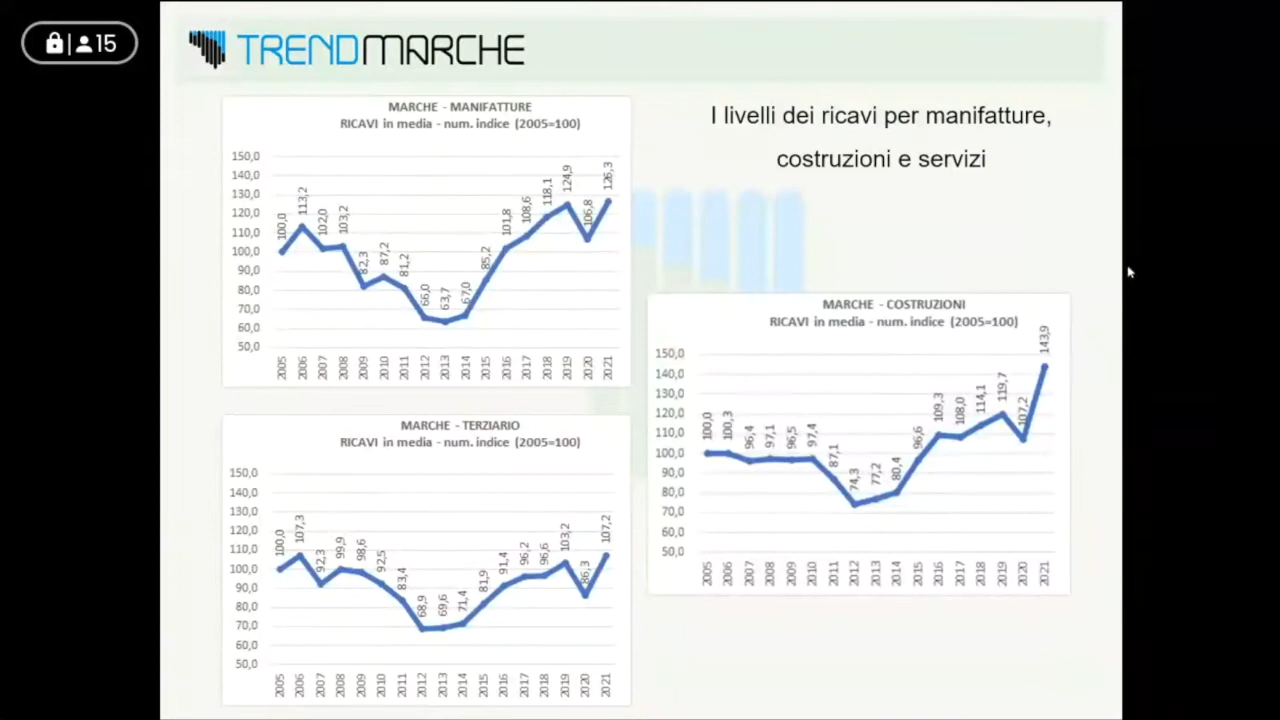 15
TRENDMARCHE
I livelli dei ricavi per manifatture,
costruzioni e servizi
MARCHE - MANIFATTURE
RICAVI in media - num. indice (2005=100)
150,0
140,0
130,0
120,0
110,0
100,0
90,0
80,0
70,0
60,0
50,0
100,0 113,2 102,0 103,2 82,3 87,2 81,2 66,0 63,7 67,0 85,2 101,8 108,6 118,1 124,9 106,8 126,3
2005 2006 2007 2008 2009 2010 2011 2012 2013 2014 2015 2016 2017 2018 2019 2020 2021
MARCHE - COSTRUZIONI
RICAVI in media - num. indice (2005=100)
150,0
140,0
130,0
120,0
110,0
100,0
90,0
80,0
70,0
60,0
50,0
100,0 100,3 96,4 97,1 96,5 97,4 87,1 74,3 77,2 80,4 96,6 109,3 108,0 114,1 119,7 107,2 143,9
2005 2006 2007 2008 2009 2010 2011 2012 2013 2014 2015 2016 2017 2018 2019 2020 2021
MARCHE - TERZIARIO
RICAVI in media - num. indice (2005=100)
150,0
140,0
130,0
120,0
110,0
100,0
90,0
80,0
70,0
60,0
50,0
100,0 107,3 92,3 99,9 98,6 92,5 83,4 68,9 69,6 71,4 81,9 91,4 96,2 96,6 103,2 86,3 107,2
2005 2006 2007 2008 2009 2010 2011 2012 2013 2014 2015 2016 2017 2018 2019 2020 2021